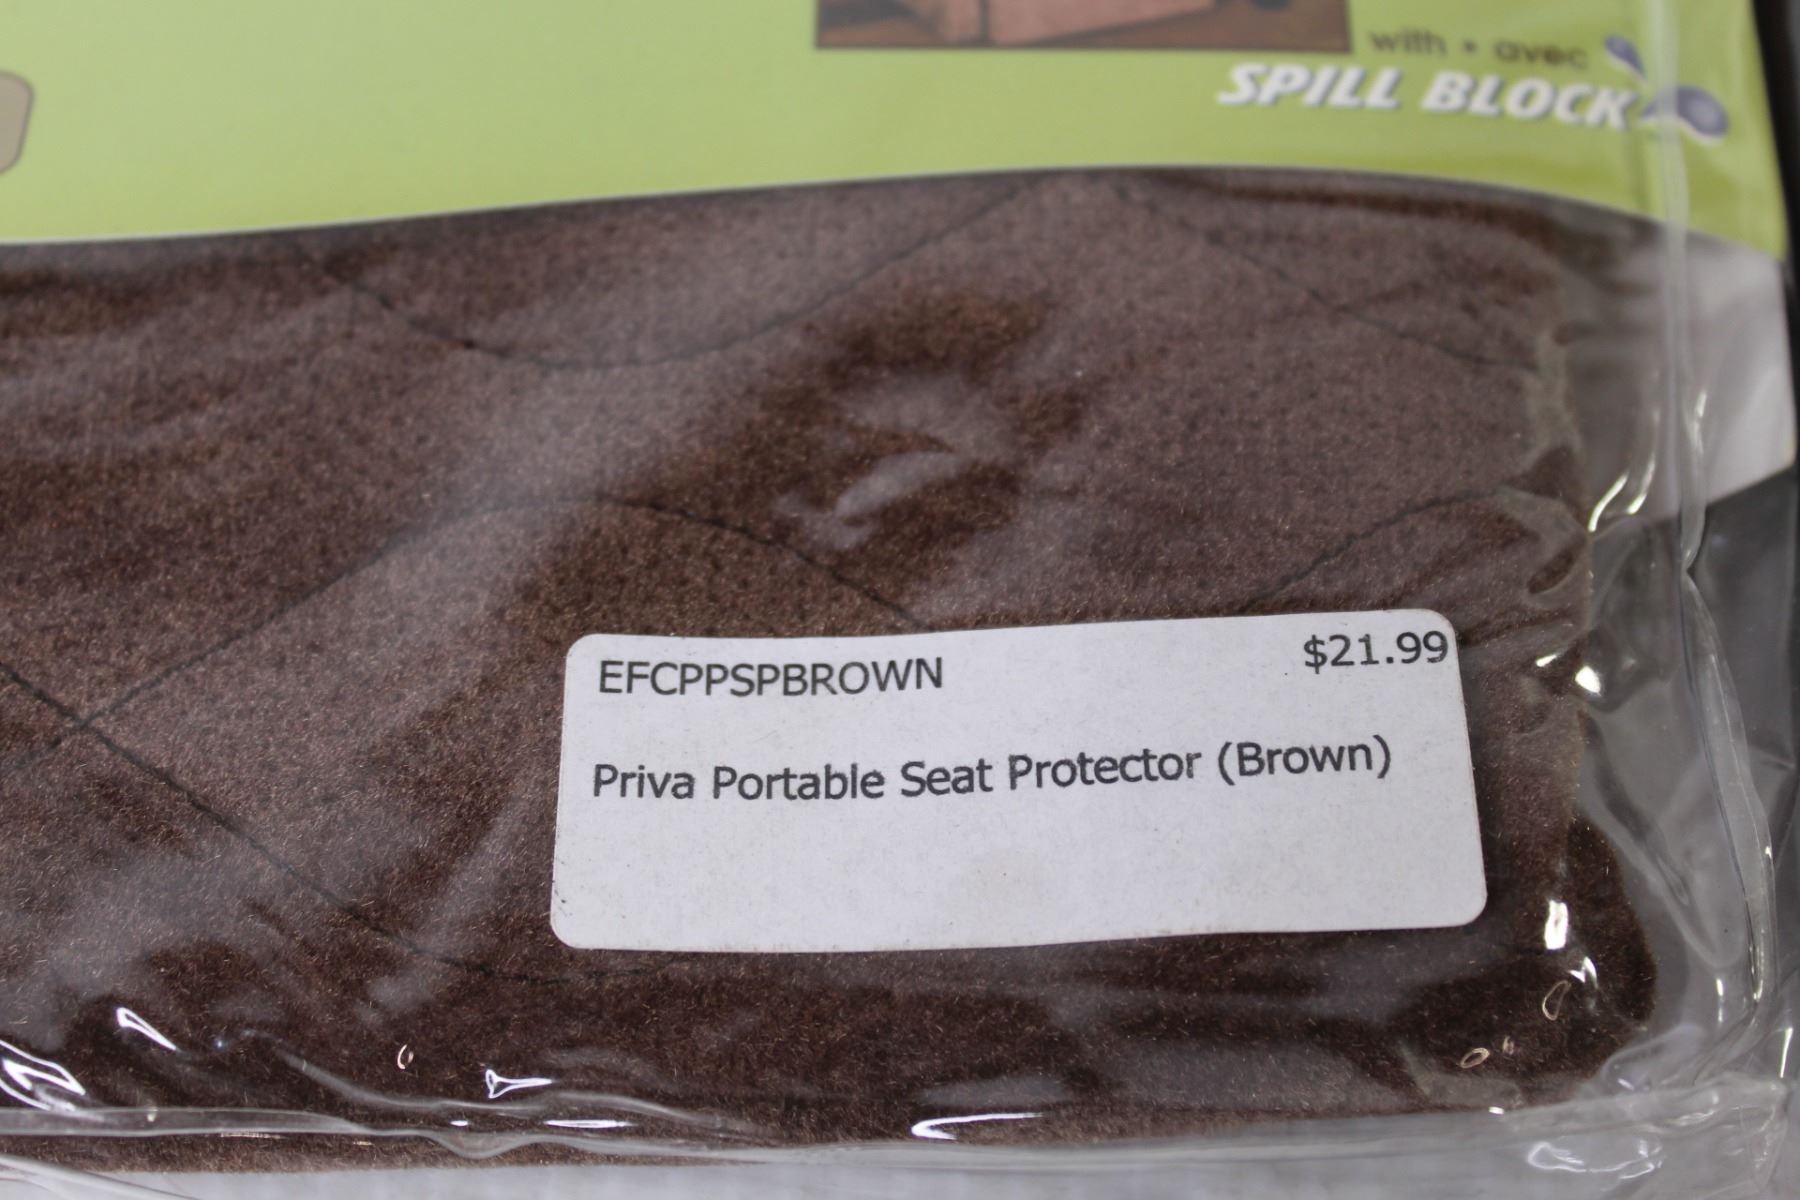 with • avec
SPILL BLOCK
EFCPPSPBROWN $21.99
Priva Portable Seat Protector (Brown)